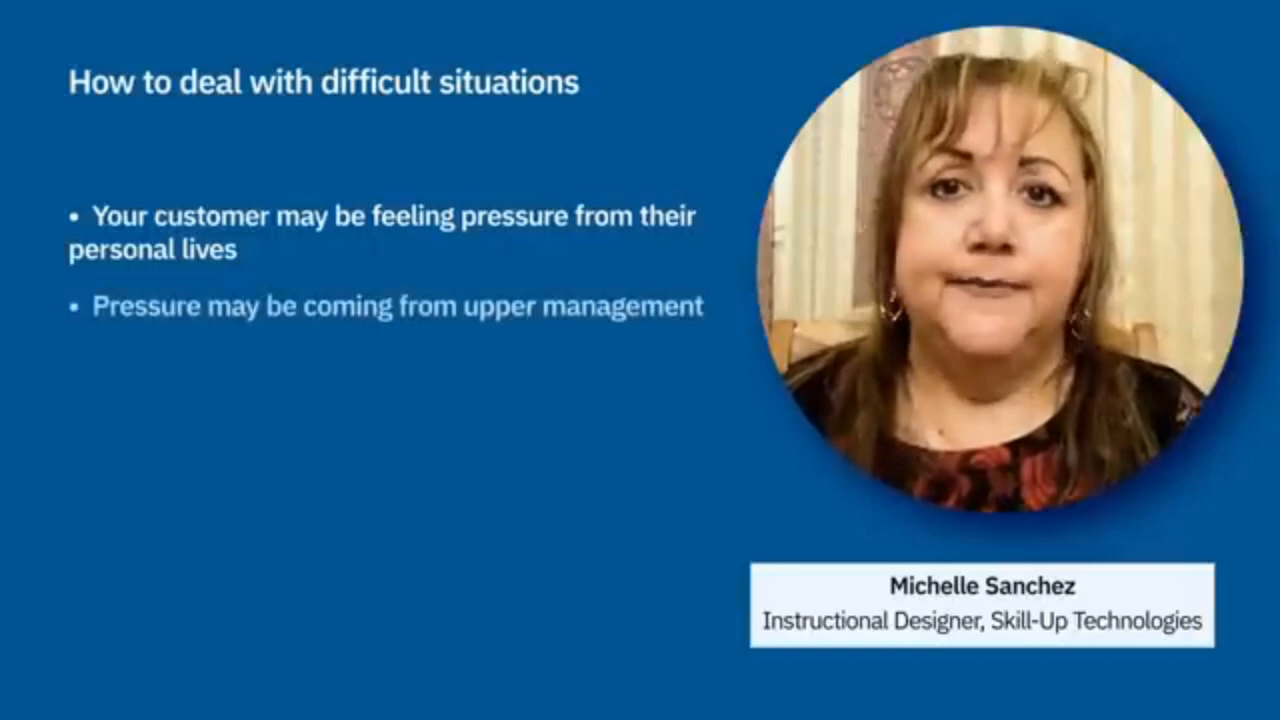 How to deal with difficult situations
• Your customer may be feeling pressure from their
personal lives
• Pressure may be coming from upper management
Michelle Sanchez
Instructional Designer, Skill-Up Technologies